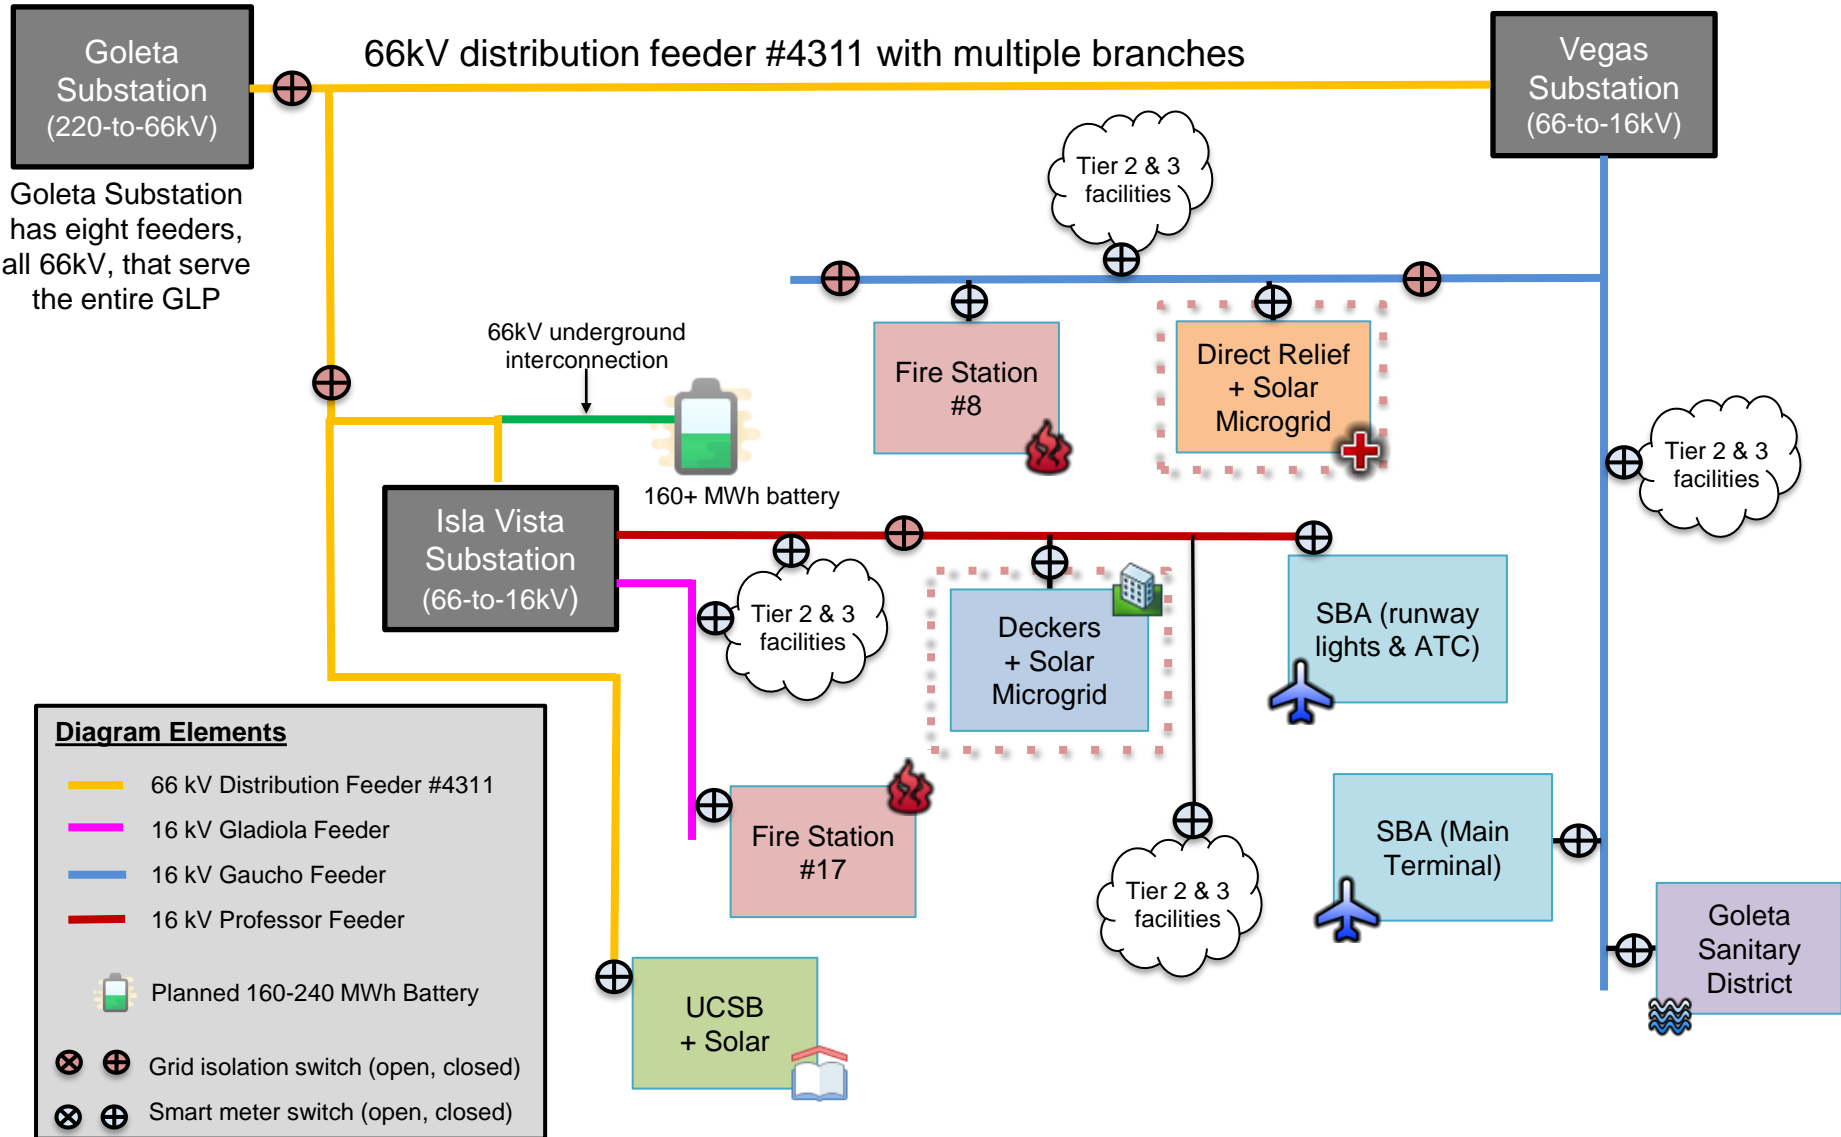 Goleta
Substation
(220-to-66kV)
66kV distribution feeder #4311 with multiple branches
Vegas
Substation
(66-to-16kV)
Goleta Substation
has eight feeders,
all 66kV, that serve
the entire GLP
Tier 2 & 3
facilities
66kV underground
interconnection
160+ MWh battery
Fire Station
#8
Direct Relief
+ Solar
Microgrid
Tier 2 & 3
facilities
Isla Vista
Substation
(66-to-16kV)
Tier 2 & 3
facilities
Deckers
+ Solar
Microgrid
SBA (runway
lights & ATC)
Fire Station
#17
Tier 2 & 3
facilities
SBA (Main
Terminal)
Goleta
Sanitary
District
UCSB
+ Solar
Diagram Elements
66 kV Distribution Feeder #4311
16 kV Gladiola Feeder
16 kV Gaucho Feeder
16 kV Professor Feeder
Planned 160-240 MWh Battery
Grid isolation switch (open, closed)
Smart meter switch (open, closed)